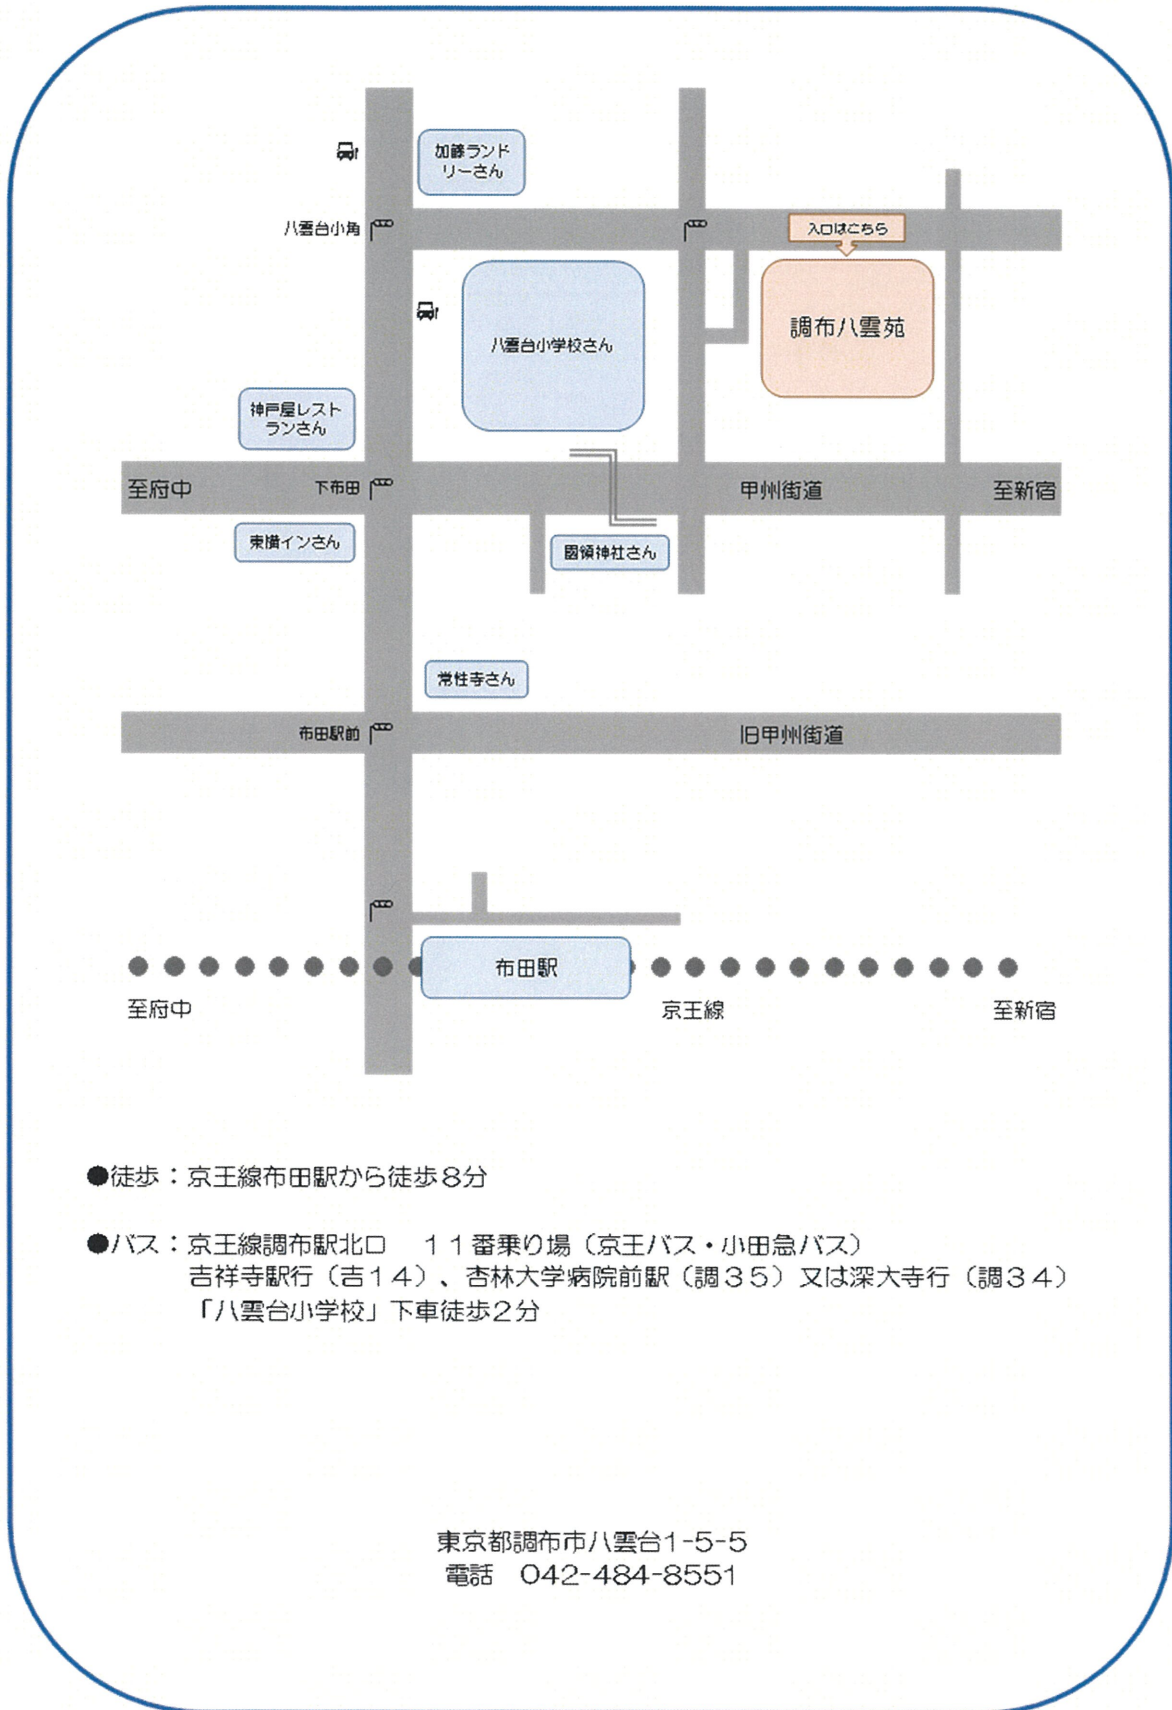 加藤ランド
リーさん
八雲台小角
入口はこちら
八雲台小学校さん
調布八雲苑
神戸屋レスト
ランさん
至府中
下布田
甲州街道
至新宿
東横インさん
國領神社さん
常性寺さん
布田駅前
旧甲州街道
布田駅
至府中
京王線
至新宿
●徒歩：京王線布田駅から徒歩8分
●バス：京王線調布駅北口　11番乗り場（京王バス・小田急バス）
吉祥寺駅行（吉14）、杏林大学病院前駅（調35）又は深大寺行（調34）
「八雲台小学校」下車徒歩2分
東京都調布市八雲台1-5-5
電話　042-484-8551